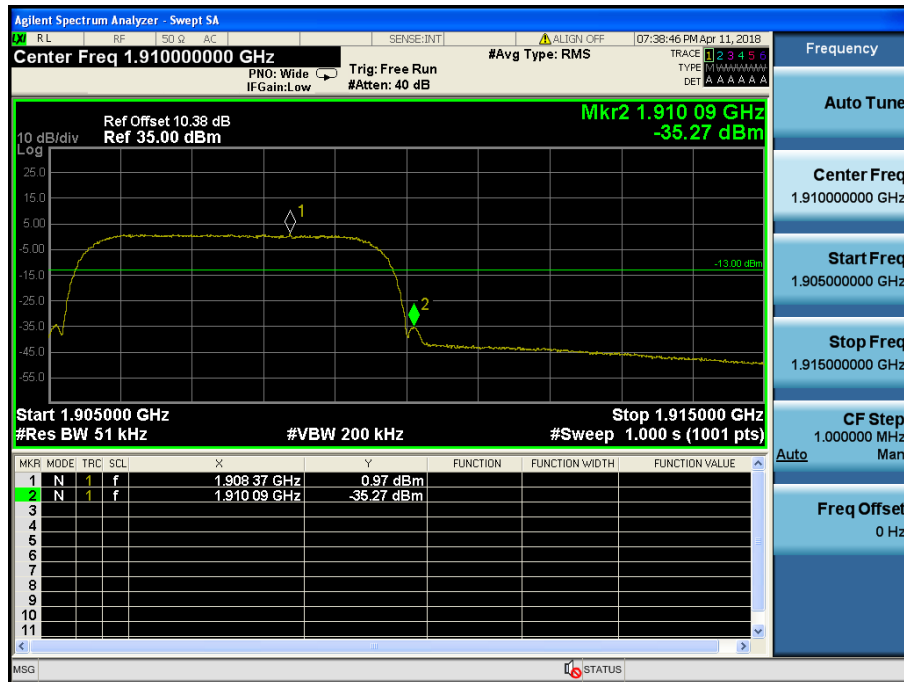 Agilent Spectrum Analyzer - Swept SA
LXI RL RF 50 Ω AC SENSE:INT ALIGN OFF 07:38:46 PM Apr 11, 2018
Center Freq 1.910000000 GHz
#Avg Type: RMS
TRACE 1 2 3 4 5 6
PNO: Wide Trig: Free Run
TYPE M WWWWW
IFGain:Low #Atten: 40 dB
DET A A A A A A
Mkr2 1.910 09 GHz
-35.27 dBm
Ref Offset 10.38 dB
10 dB/div Ref 35.00 dBm
Log
25.0
15.0
5.00
-5.00
-15.0
-25.0
-35.0
-45.0
-55.0
1
-13.00 dBm
2
Start 1.905000 GHz Stop 1.915000 GHz
#Res BW 51 kHz #VBW 200 kHz #Sweep 1.000 s (1001 pts)
MKR MODE TRC SCL X Y FUNCTION FUNCTION WIDTH FUNCTION VALUE
1 N 1 f 1.908 37 GHz 0.97 dBm
2 N 1 f 1.910 09 GHz -35.27 dBm
3
4
5
6
7
8
9
10
11
MSG STATUS
Frequency
Auto Tune
Center Freq
1.910000000 GHz
Start Freq
1.905000000 GHz
Stop Freq
1.915000000 GHz
CF Step
1.000000 MHz
Auto Man
Freq Offset
0 Hz